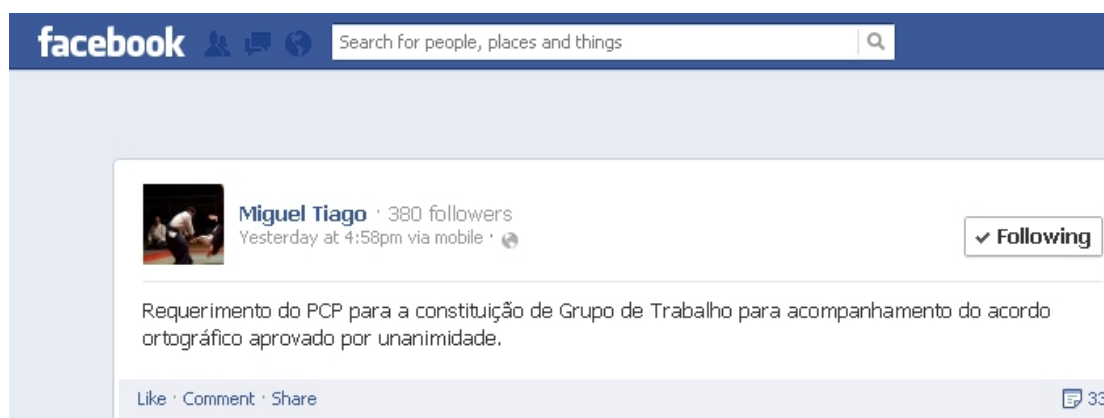 facebook Search for people, places and things
Miguel Tiago · 380 followers
Yesterday at 4:58pm via mobile ·
✓ Following
Requerimento do PCP para a constituição de Grupo de Trabalho para acompanhamento do acordo
ortográfico aprovado por unanimidade.
Like · Comment · Share 33